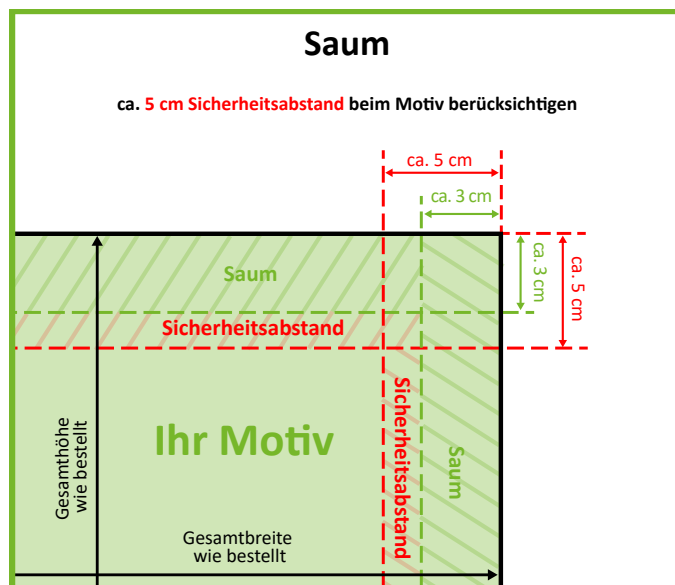 Saum
ca. 5 cm Sicherheitsabstand beim Motiv berücksichtigen
ca. 5 cm
ca. 3 cm
ca. 3 cm
ca. 5 cm
Saum
Sicherheitsabstand
Ihr Motiv
Gesamthöhe
wie bestellt
Sicherheitsabstand
Saum
Gesamtbreite
wie bestellt